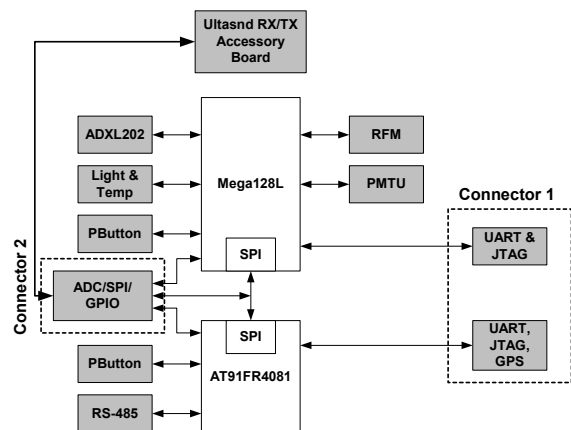 Ultasnd RX/TX
Accessory
Board
ADXL202
RFM
Light &
Temp
Mega128L
PMTU
Connector 1
Connector 2
PButton
SPI
UART &
JTAG
ADC/SPI/
GPIO
SPI
UART,
JTAG,
GPS
PButton
AT91FR4081
RS-485